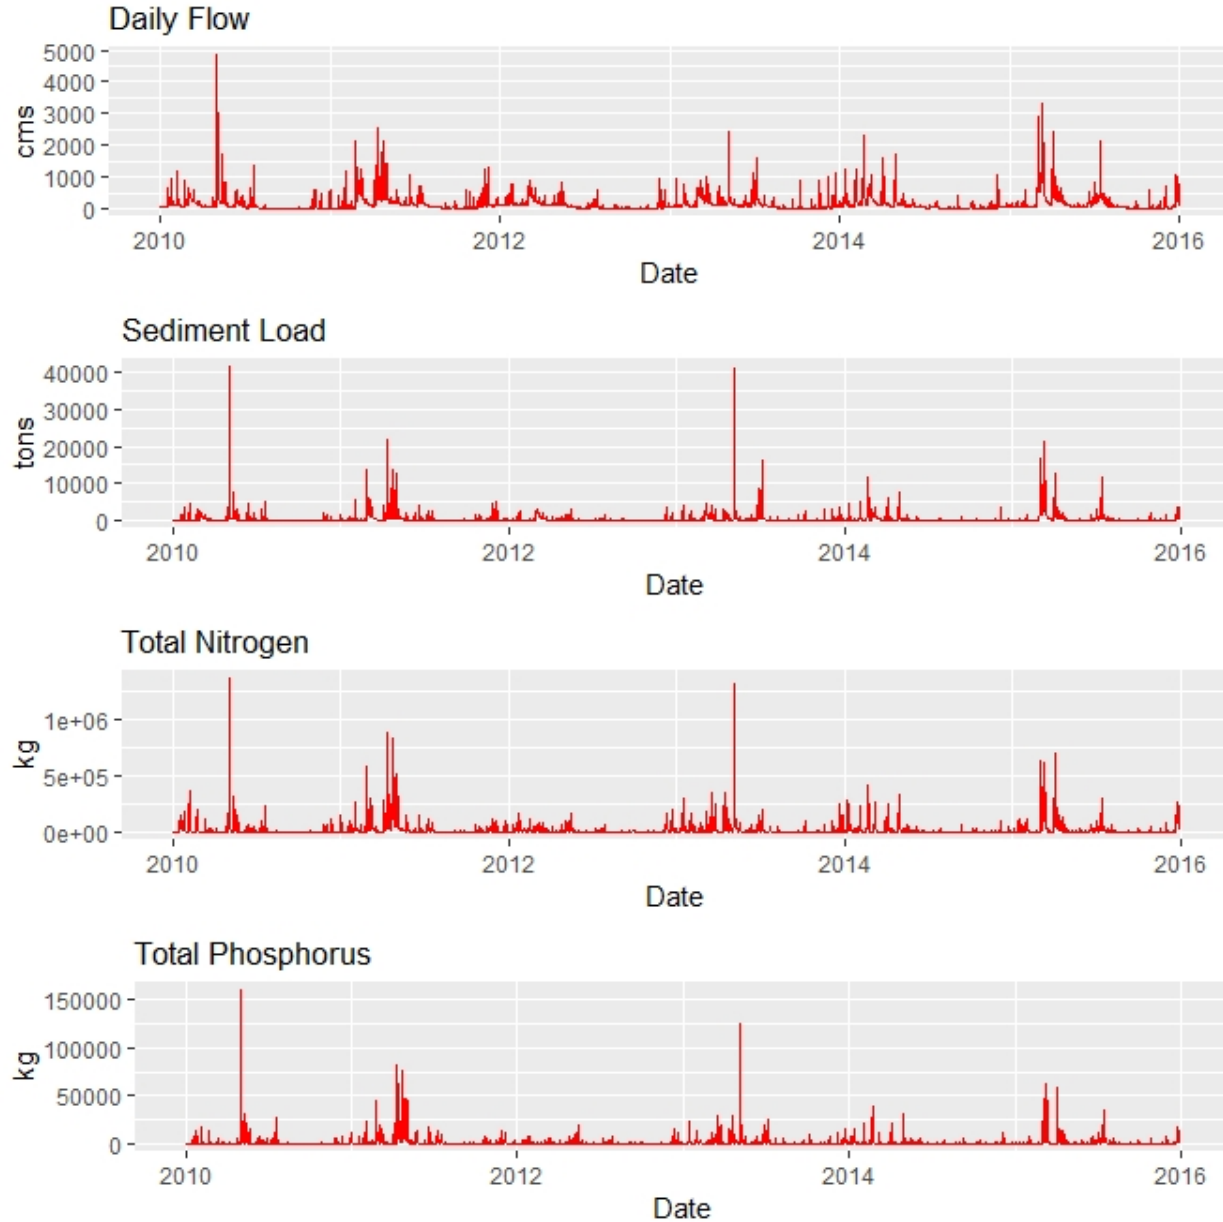 Daily Flow
5000
4000
3000
2000
1000
0
cms
2010 2012 2014 2016
Date
Sediment Load
40000
30000
20000
10000
0
tons
2010 2012 2014 2016
Date
Total Nitrogen
1e+06
5e+05
0e+00
kg
2010 2012 2014 2016
Date
Total Phosphorus
150000
100000
50000
0
kg
2010 2012 2014 2016
Date